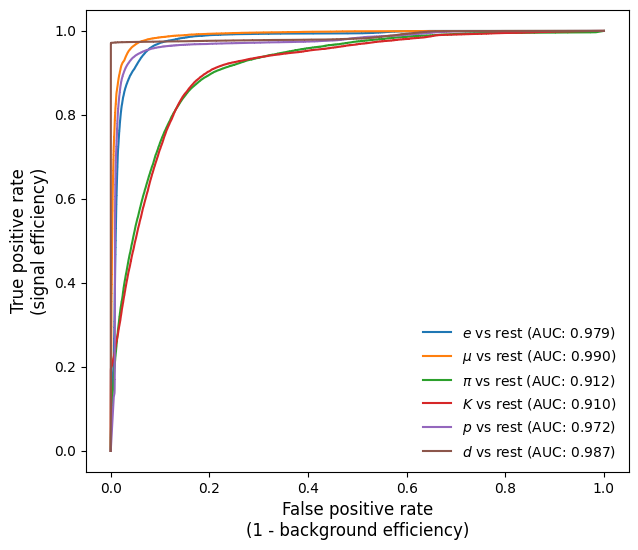 1.0
0.8
0.6
0.4
0.2
0.0
True positive rate
(signal efficiency)
e vs rest (AUC: 0.979)
μ vs rest (AUC: 0.990)
π vs rest (AUC: 0.912)
K vs rest (AUC: 0.910)
p vs rest (AUC: 0.972)
d vs rest (AUC: 0.987)
0.0 0.2 0.4 0.6 0.8 1.0
False positive rate
(1 - background efficiency)